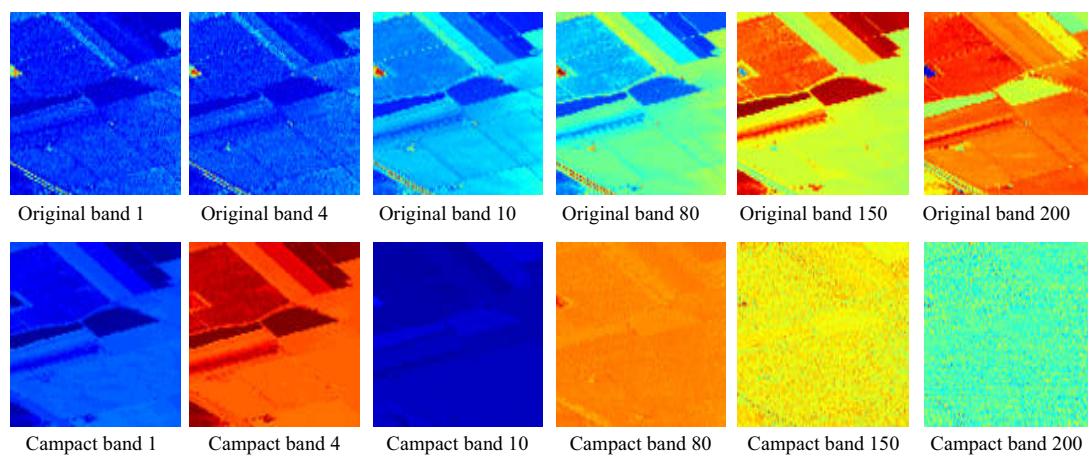 Original band 1
Original band 4
Original band 10
Original band 80
Original band 150
Original band 200
Campact band 1
Campact band 4
Campact band 10
Campact band 80
Campact band 150
Campact band 200